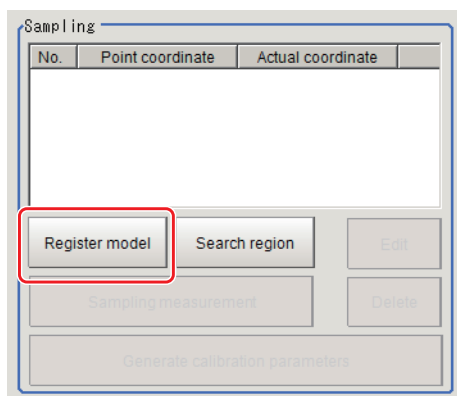 Sampling
No. Point coordinate Actual coordinate
Register model Search region Edit
Sampling measurement Delete
Generate calibration parameters